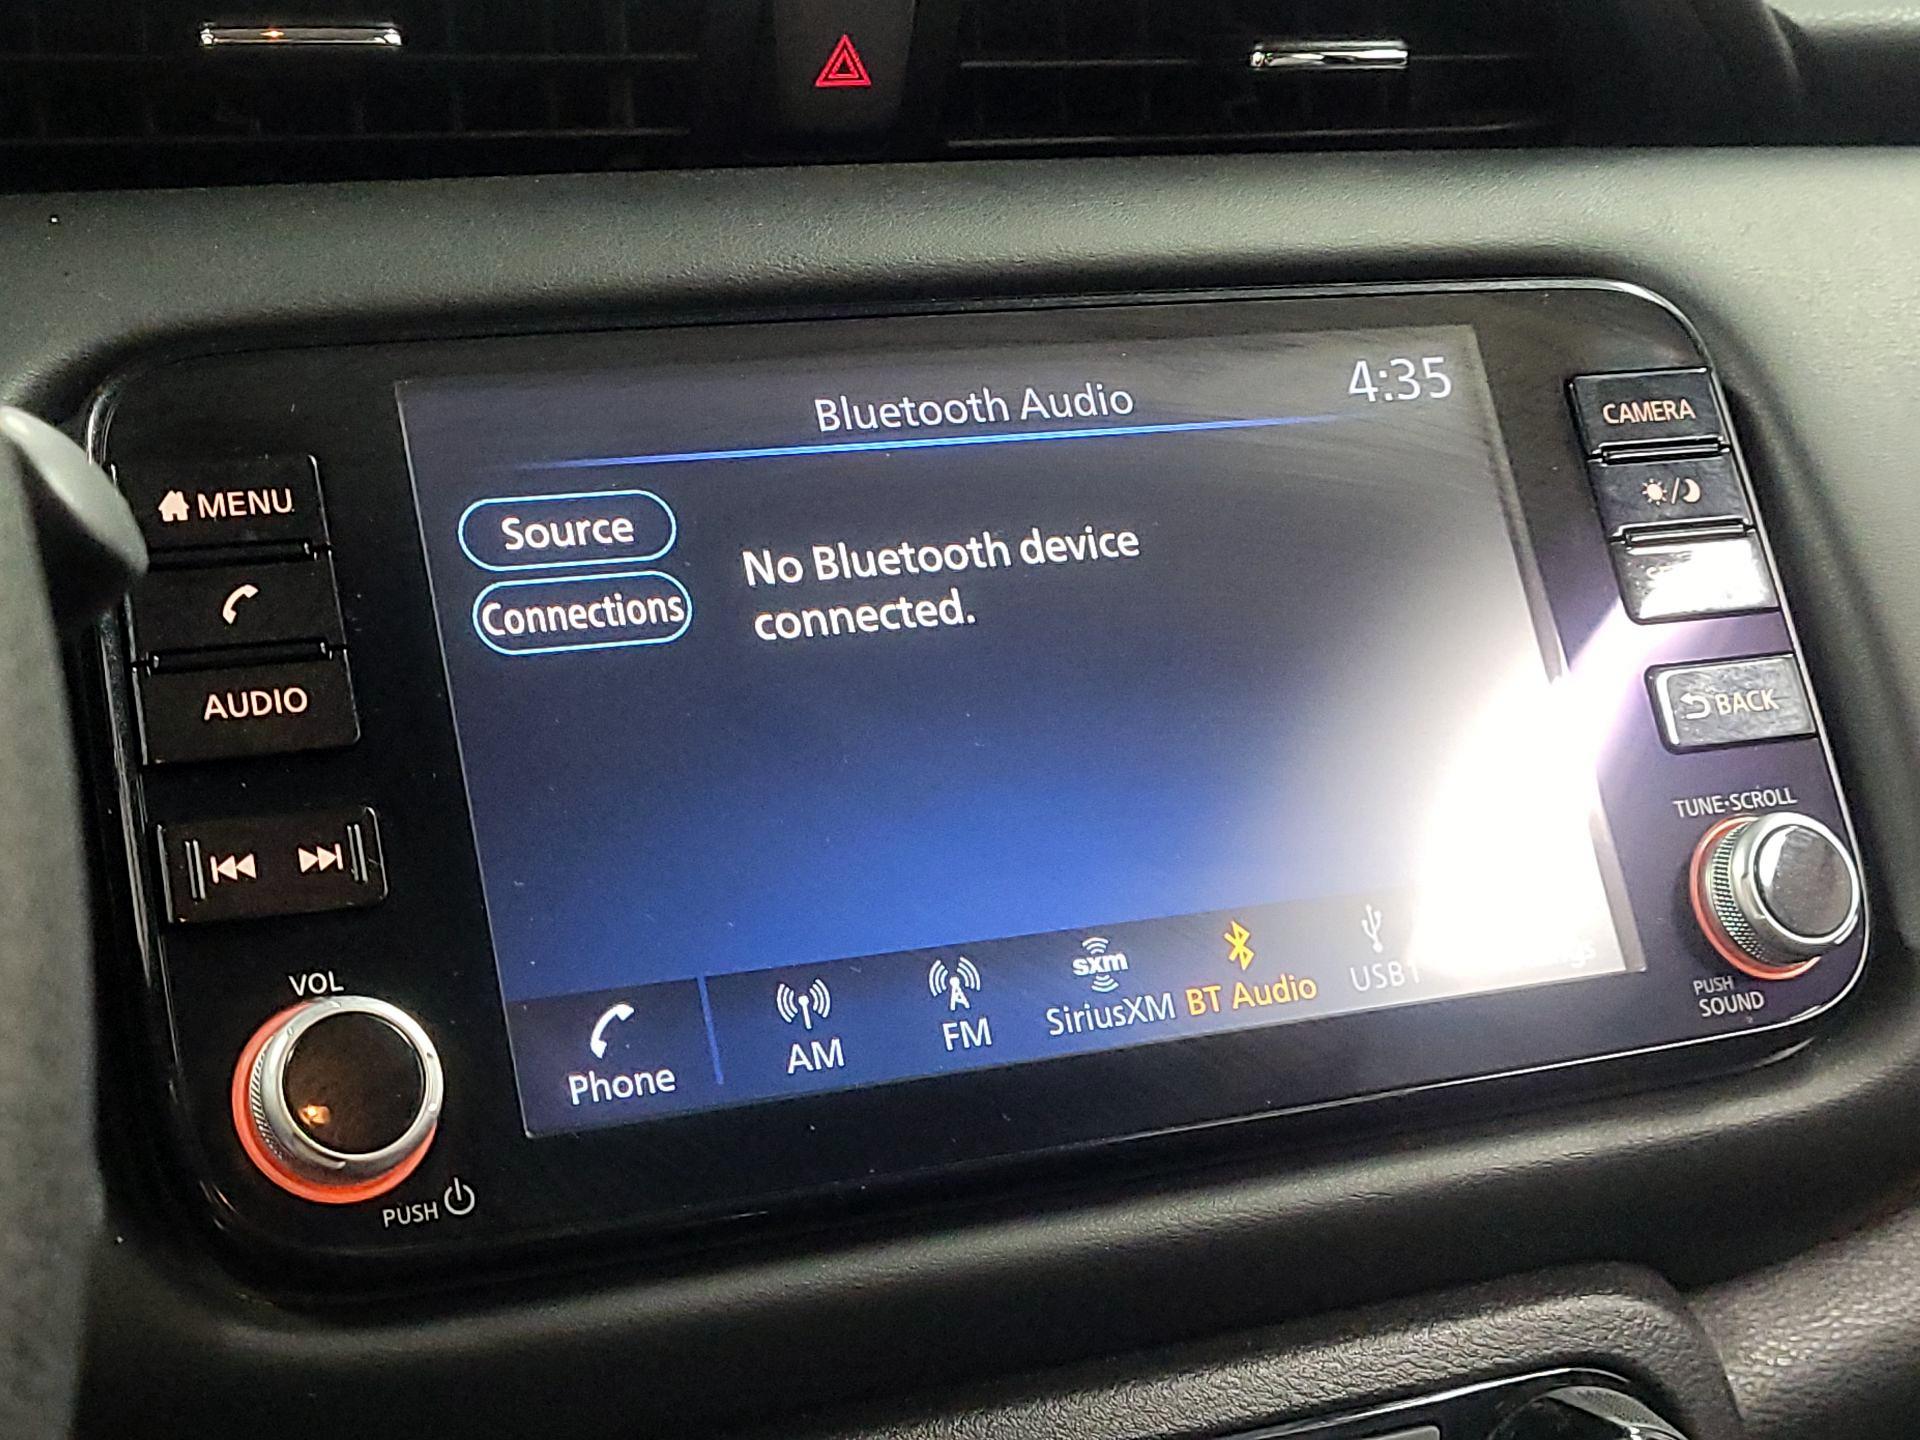 Bluetooth Audio
4:35
CAMERA
MENU
Source
No Bluetooth device
connected.
Connections
AUDIO
BACK
TUNE·SCROLL
VOL
PUSH
SOUND
Phone
AM
FM
sxm
SiriusXM
BT Audio
USB1
PUSH